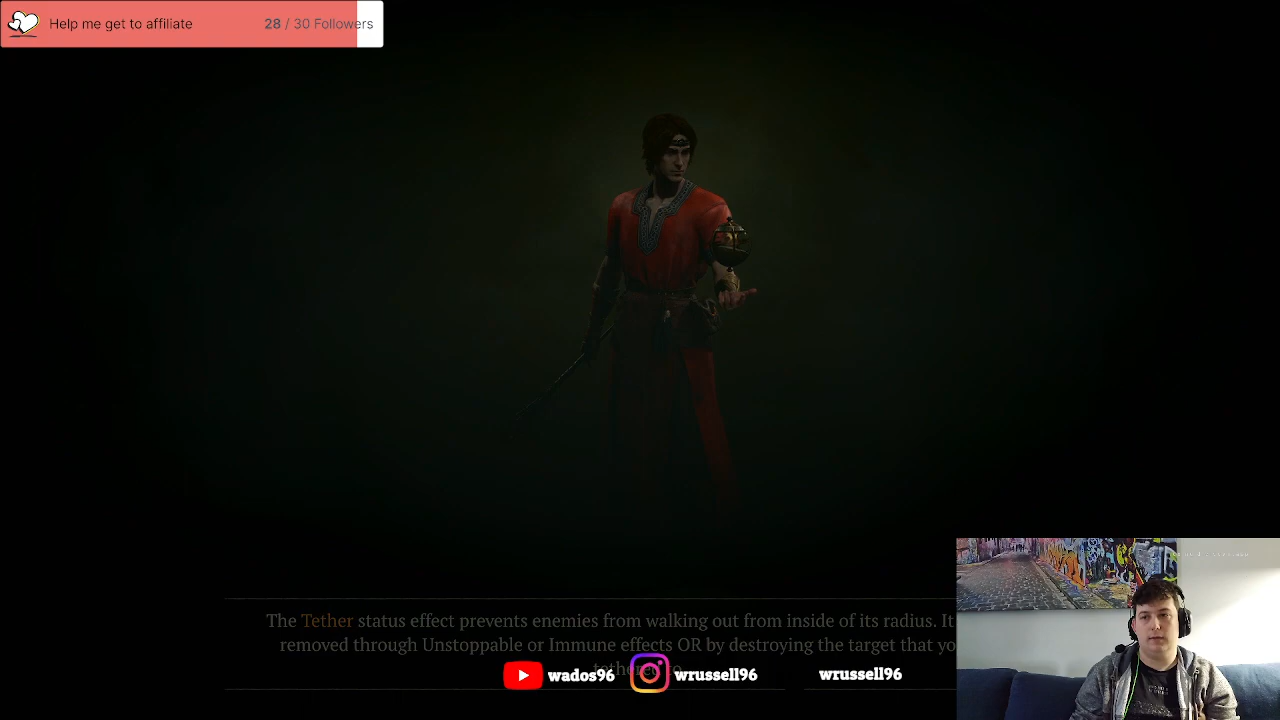 Help me get to affiliate
28 / 30 Followers
The Tether status effect prevents enemies from walking out from inside of its radius. It
removed through Unstoppable or Immune effects OR by destroying the target that yo
tethered to
wados96
wrussell96
wrussell96